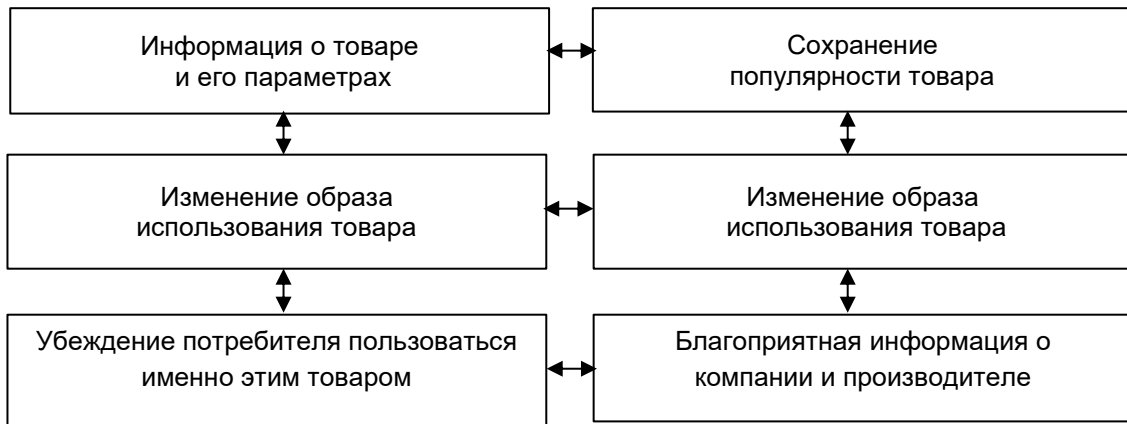 Информация о товаре
и его параметрах
Сохранение
популярности товара
Изменение образа
использования товара
Изменение образа
использования товара
Убеждение потребителя пользоваться
именно этим товаром
Благоприятная информация о
компании и производителе